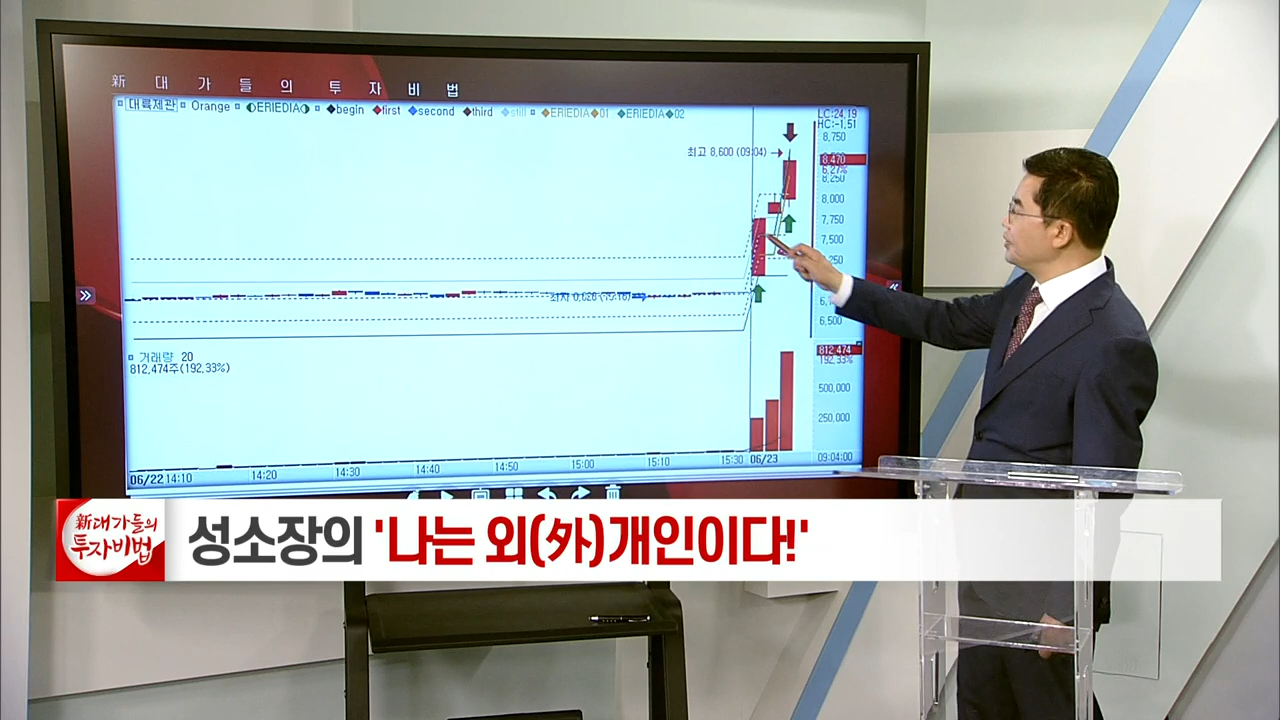 新 대 가 들 의 투 자 비 법
대륙제관 Orange ERIEDIA begin first second third still ERIEDIA 01 ERIEDIA 02
LC:24,19
HC:-1,51
8,750
최고 8,600 (09:04)
8,470
6,27%
8,250
8,000
7,750
7,500
6,500
거래량 20
812,474주(192,33%)
812,474
192,33%
500,000
250,000
06/22 14:10 14:20 14:30 14:40 14:50 15:00 15:10 15:30 06/23 09:04:00
新대가들의
투자비법
성소장의 '나는 외(外)개인이다!'